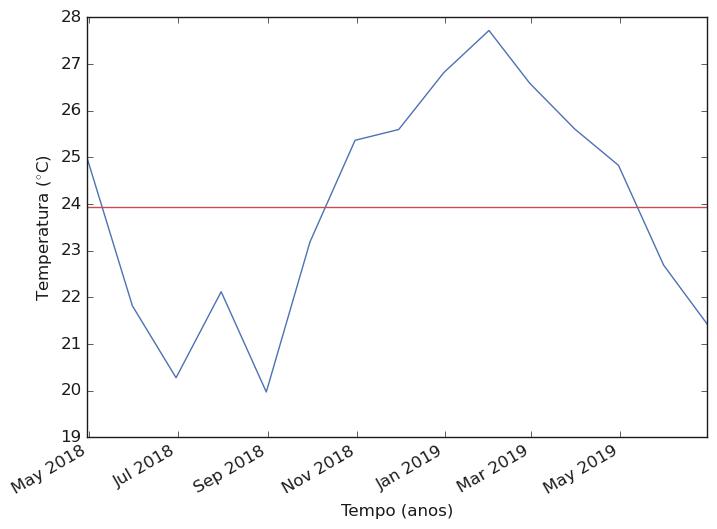 28
27
26
25
24
23
22
21
20
19
Temperatura (°C)
May 2018
Jul 2018
Sep 2018
Nov 2018
Jan 2019
Mar 2019
May 2019
Tempo (anos)